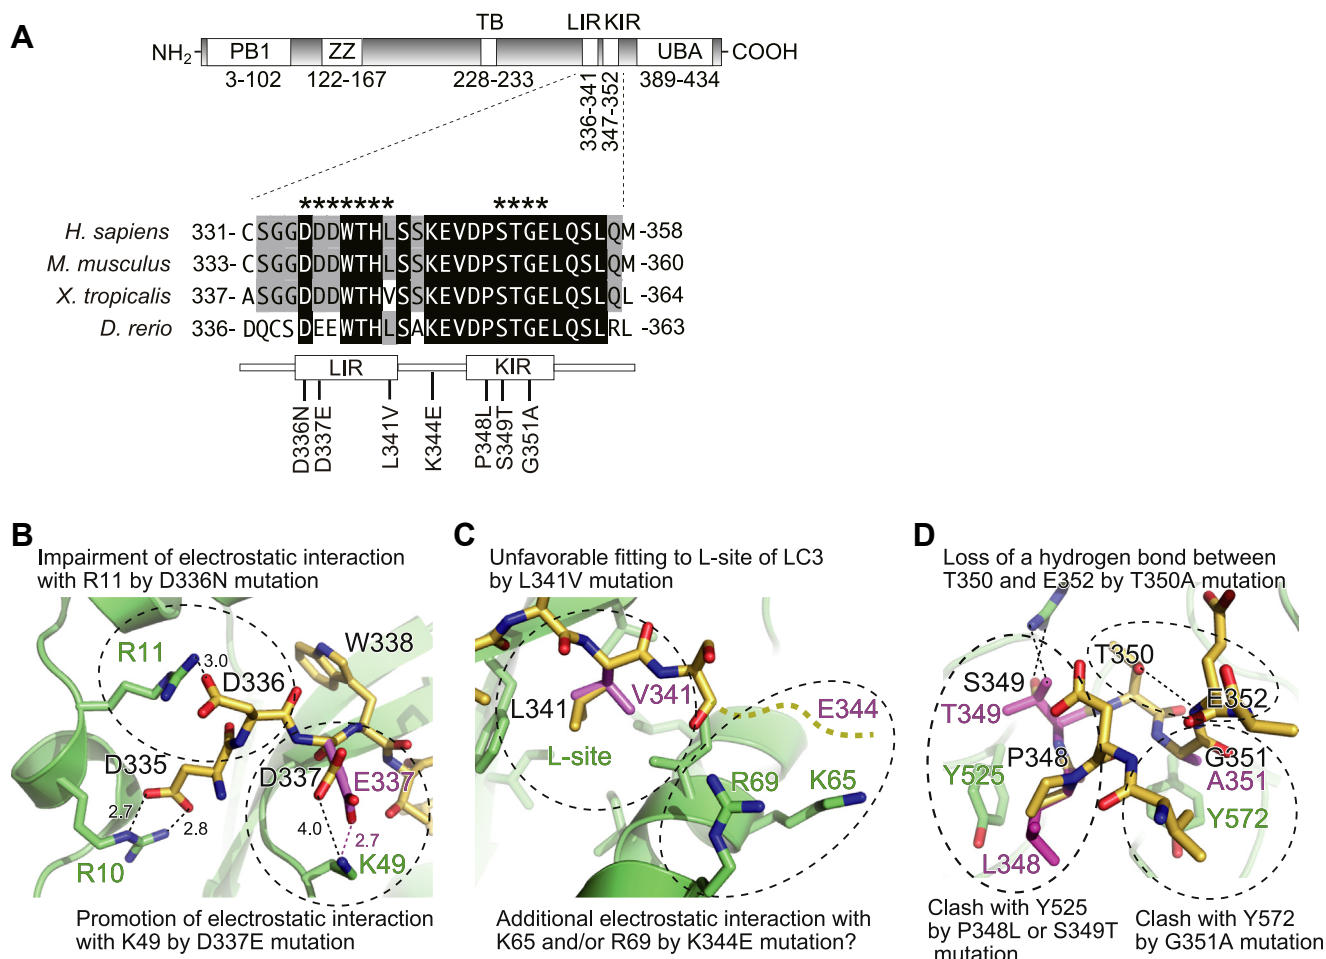 A
TB LIR KIR
NH2 PB1 ZZ UBA COOH
3-102 122-167 228-233 336-341 347-352 389-434
******* ****
H. sapiens 331- CSGGDDDWTHLSSKEVDPSTGELQSLQM -358
M. musculus 333- CSGGDDDWTHLSSKEVDPSTGELQSLQM -360
X. tropicalis 337- ASGGDDDWTHVSSKEVDPSTGELQSLQL -364
D. rerio 336- DQCSDEEWTHLSAKEVDPSTGELQSLRL -363
LIR KIR
D336N D337E L341V K344E P348L S349T G351A
B
Impairment of electrostatic interaction
with R11 by D336N mutation
R11
3.0
W338
D336
D335
D337
E337
2.7
2.8
4.0
2.7
R10
K49
Promotion of electrostatic interaction
with K49 by D337E mutation
C
Unfavorable fitting to L-site of LC3
by L341V mutation
L341
V341
E344
L-site
R69
K65
Additional electrostatic interaction with
K65 and/or R69 by K344E mutation?
D
Loss of a hydrogen bond between
T350 and E352 by T350A mutation
T350
S349
T349
E352
P348
G351
A351
Y525
Y572
L348
Clash with Y525
by P348L or S349T
mutation
Clash with Y572
by G351A mutation